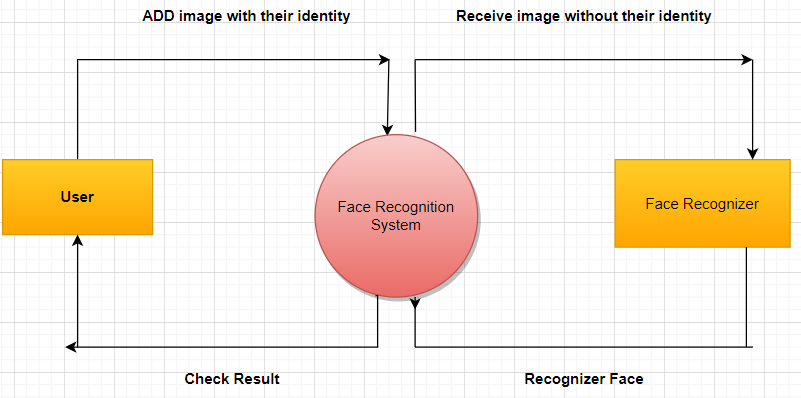 ADD image with their identity
Receive image without their identity
User
Face Recognition
System
Face Recognizer
Check Result
Recognizer Face